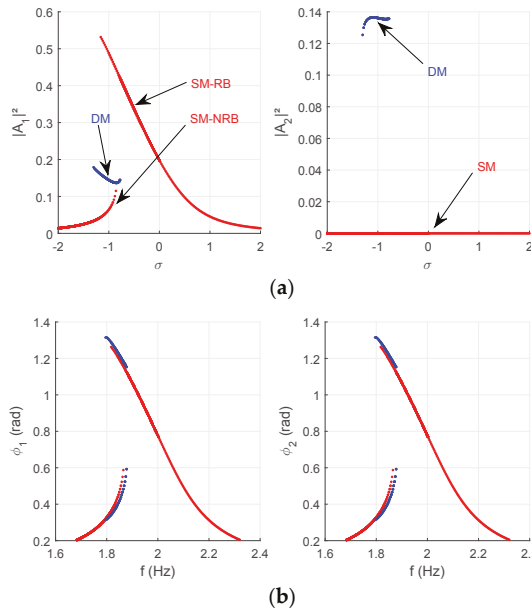 0.6
0.5
0.4
0.3
0.2
0.1
0
|A₁|²
DM
SM-RB
SM-NRB
-2 -1 0 1 2
σ
0.14
0.12
0.1
0.08
0.06
0.04
0.02
0
|A₂|²
DM
SM
-2 -1 0 1 2
σ
(a)
1.4
1.2
1
0.8
0.6
0.4
0.2
ϕ₁ (rad)
1.6 1.8 2 2.2 2.4
f (Hz)
1.4
1.2
1
0.8
0.6
0.4
0.2
ϕ₂ (rad)
1.6 1.8 2 2.2 2.4
f (Hz)
(b)